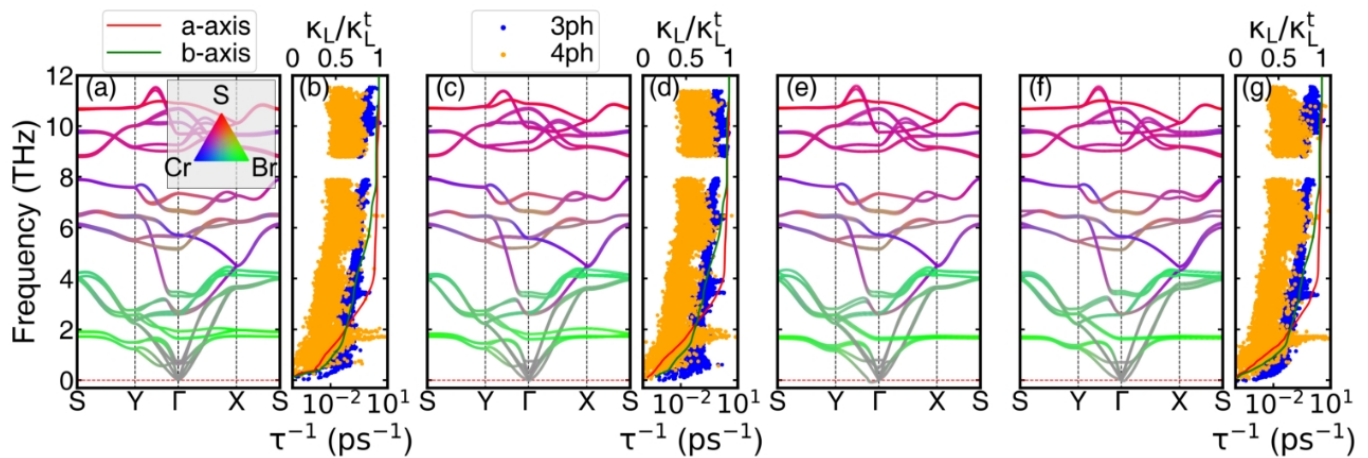 a-axis
b-axis
κL/κLt
0 0.5 1
3ph
4ph
κL/κLt
0 0.5 1
κL/κLt
0 0.5 1
(a)
(b)
(c)
(d)
(e)
(f)
(g)
S
Cr
Br
Frequency (THz)
12
10
8
6
4
2
0
S Y Γ X S
10⁻² 10¹
S Y Γ X S
10⁻² 10¹
S Y Γ X S
S Y Γ X S
10⁻² 10¹
τ⁻¹ (ps⁻¹)
τ⁻¹ (ps⁻¹)
τ⁻¹ (ps⁻¹)